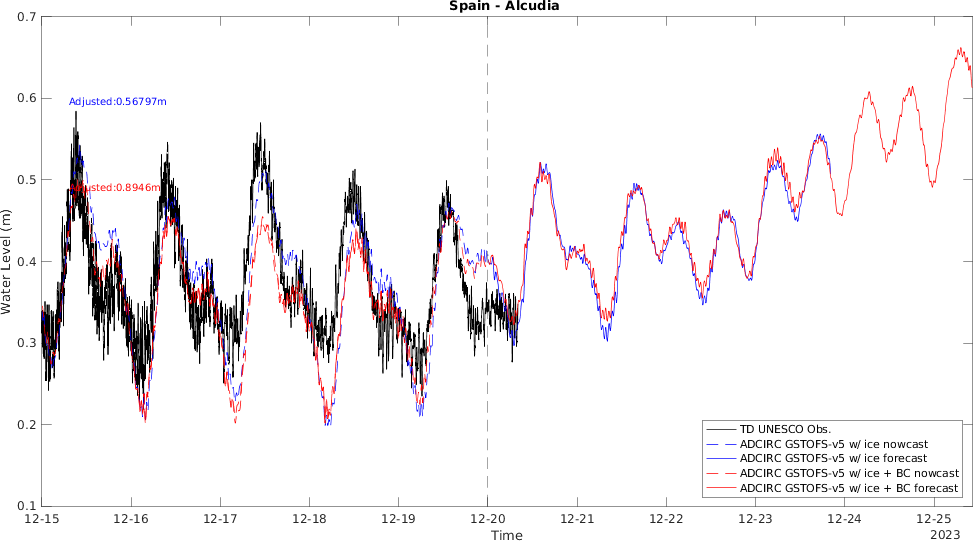 Spain - Alcudia
0.7
0.6
0.5
0.4
0.3
0.2
0.1
Water Level (m)
Adjusted:0.56797m
Adjusted:0.8946m
TD UNESCO Obs.
ADCIRC GSTOFS-v5 w/ ice nowcast
ADCIRC GSTOFS-v5 w/ ice forecast
ADCIRC GSTOFS-v5 w/ ice + BC nowcast
ADCIRC GSTOFS-v5 w/ ice + BC forecast
12-15 12-16 12-17 12-18 12-19 12-20 12-21 12-22 12-23 12-24 12-25
Time
2023